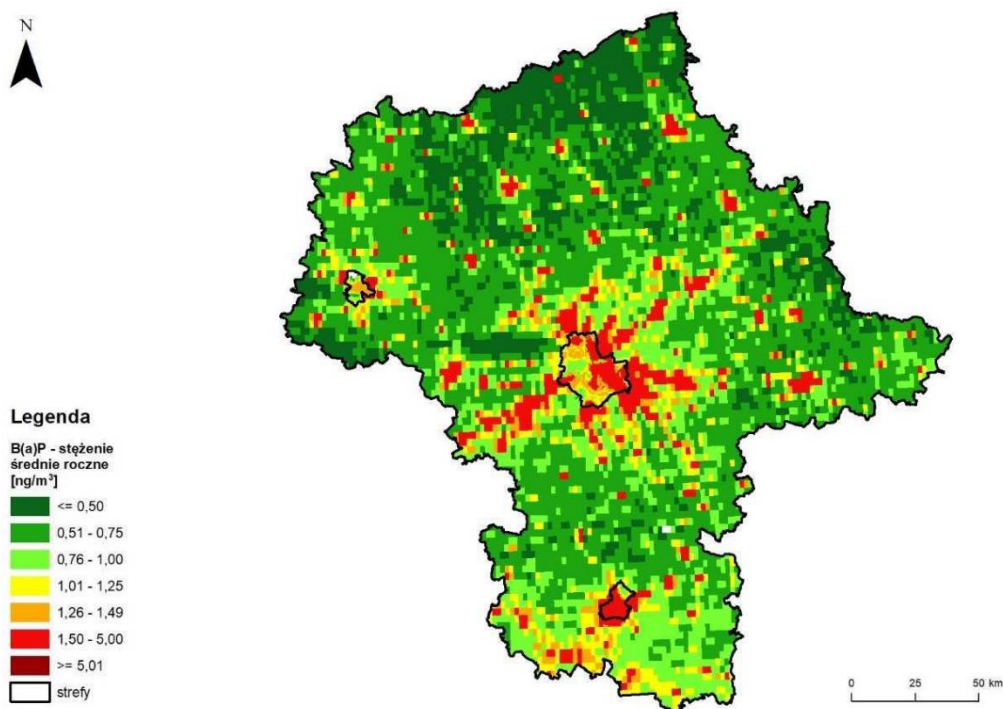 N
Legenda
B(a)P - stężenie
średnie roczne
[ng/m³]
<= 0,50
0,51 - 0,75
0,76 - 1,00
1,01 - 1,25
1,26 - 1,49
1,50 - 5,00
>= 5,01
strefy
0 25 50 km